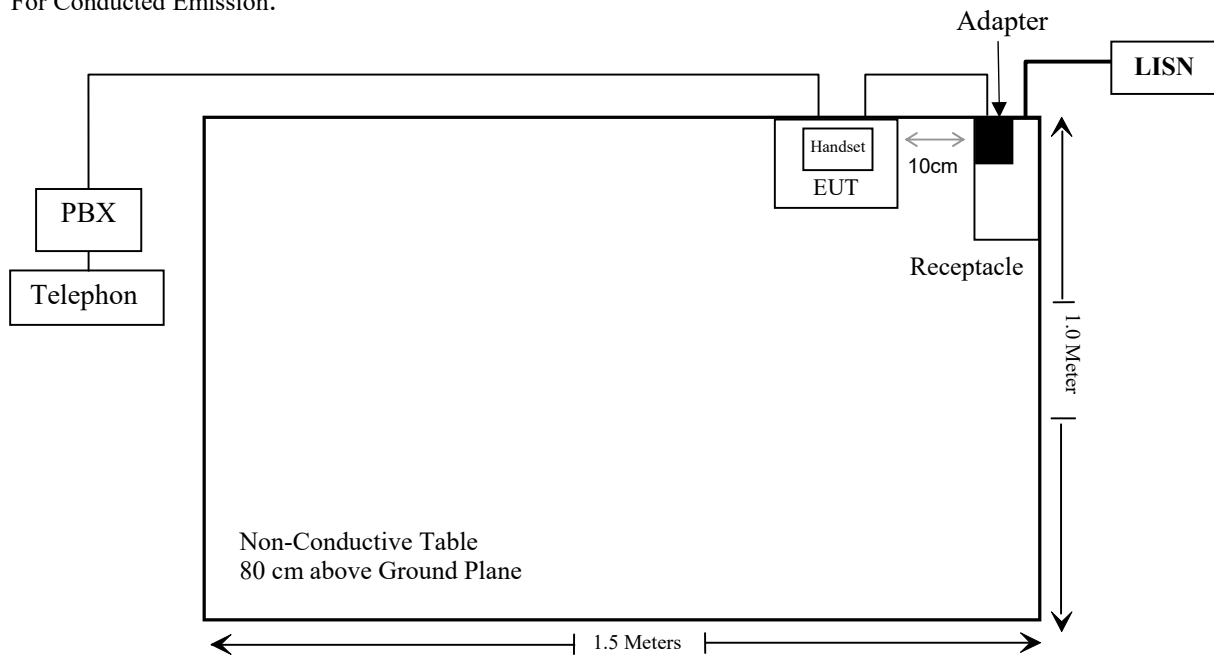 For Conducted Emission.
Adapter
LISN
Handset
EUT
10cm
PBX
Telephon
Receptacle
1.0 Meter
Non-Conductive Table
80 cm above Ground Plane
1.5 Meters